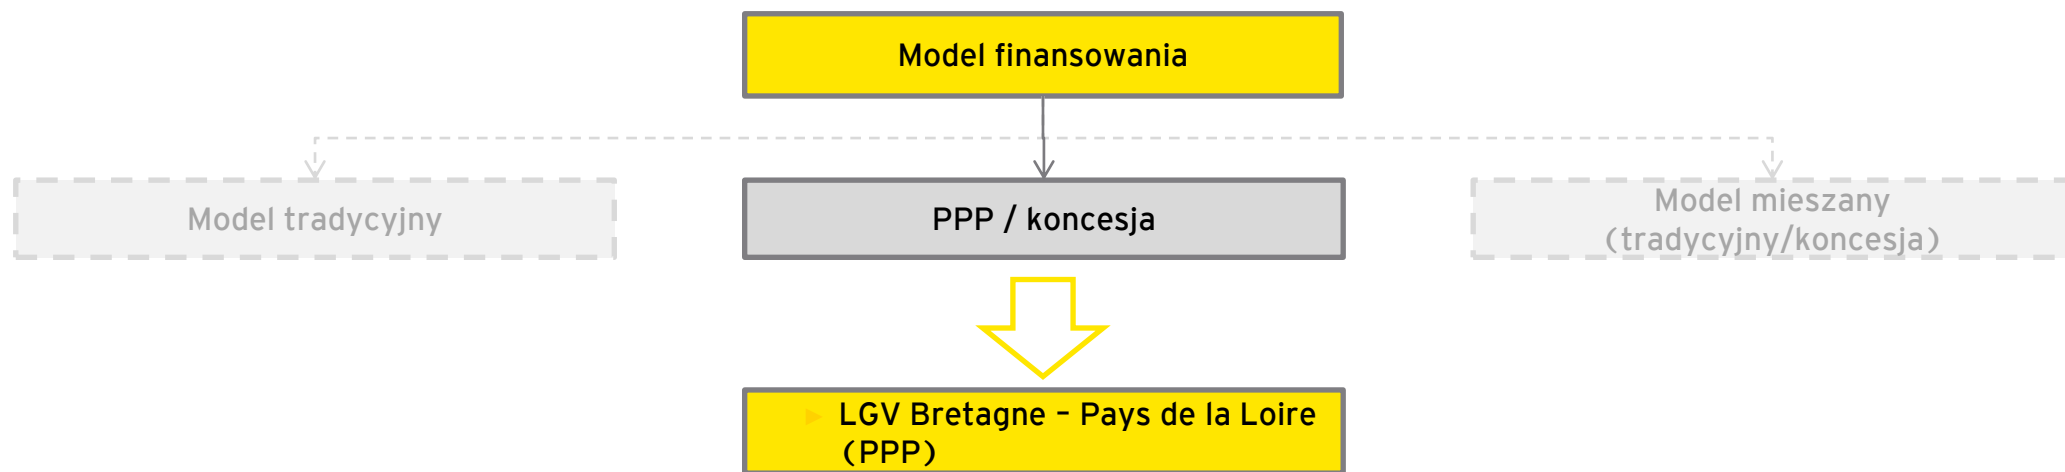 Model finansowania
Model tradycyjny
PPP / koncesja
Model mieszany
(tradycyjny/koncesja)
► LGV Bretagne – Pays de la Loire
(PPP)